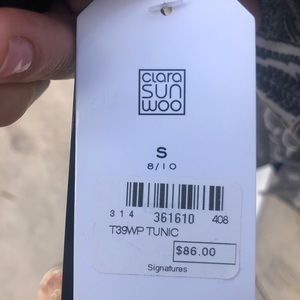 clara
sun
woo
S
8/10
314 361610 408
T39WP TUNIC
$86.00
Signatures